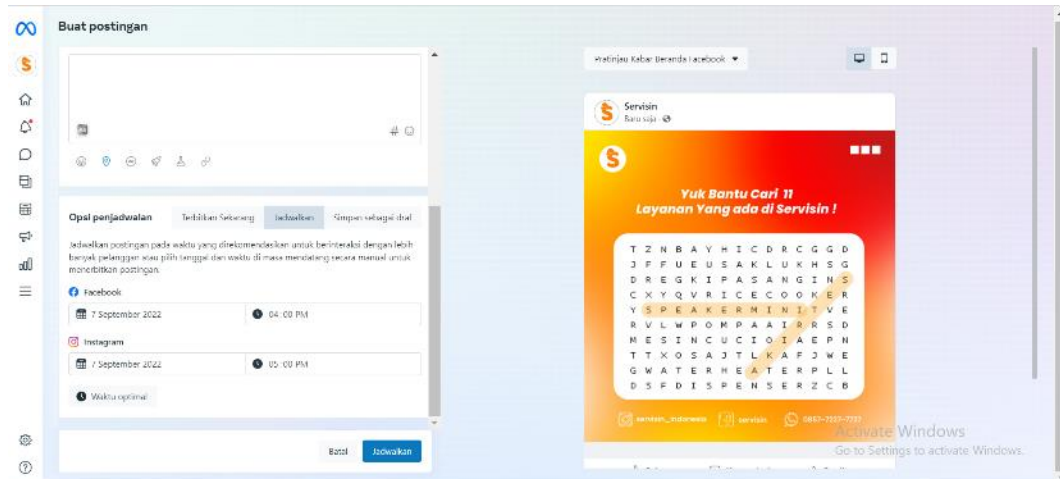 Buat postingan
Opsi penjadwalan
Terbitkan Sekarang
Jadwalkan
Simpan sebagai draf
Jadwalkan postingan pada waktu yang direkomendasikan untuk berinteraksi dengan lebih
banyak pelanggan atau pilih tanggal dan waktu di masa mendatang secara manual untuk
menerbitkan postingan.
Facebook
7 September 2022
04:00 PM
Instagram
7 September 2022
05:00 PM
Waktu optimal
Batal
Jadwalkan
Pratinjau Kabar Beranda Facebook
Servisin
Baru saja
Yuk Bantu Cari 11
Layanan Yang ada di Servisin !
T Z N B A Y H I C D R C G G D
J F F U E U S A K L U K H S G
D R E G K I P A S A N G I N S
C X Y Q V R I C E C O O K E R
Y S P E A K E R M I N I T V E
R V L W P O M P A A I R R S D
M E S I N C U C I O I A E P N
T T X O S A J T L K A F J W E
G W A T E R H E A T E R P L L
D S F D I S P E N S E R Z C B
servisin_indonesia
servisin
0857-7777-7777
Activate Windows
Go to Settings to activate Windows.